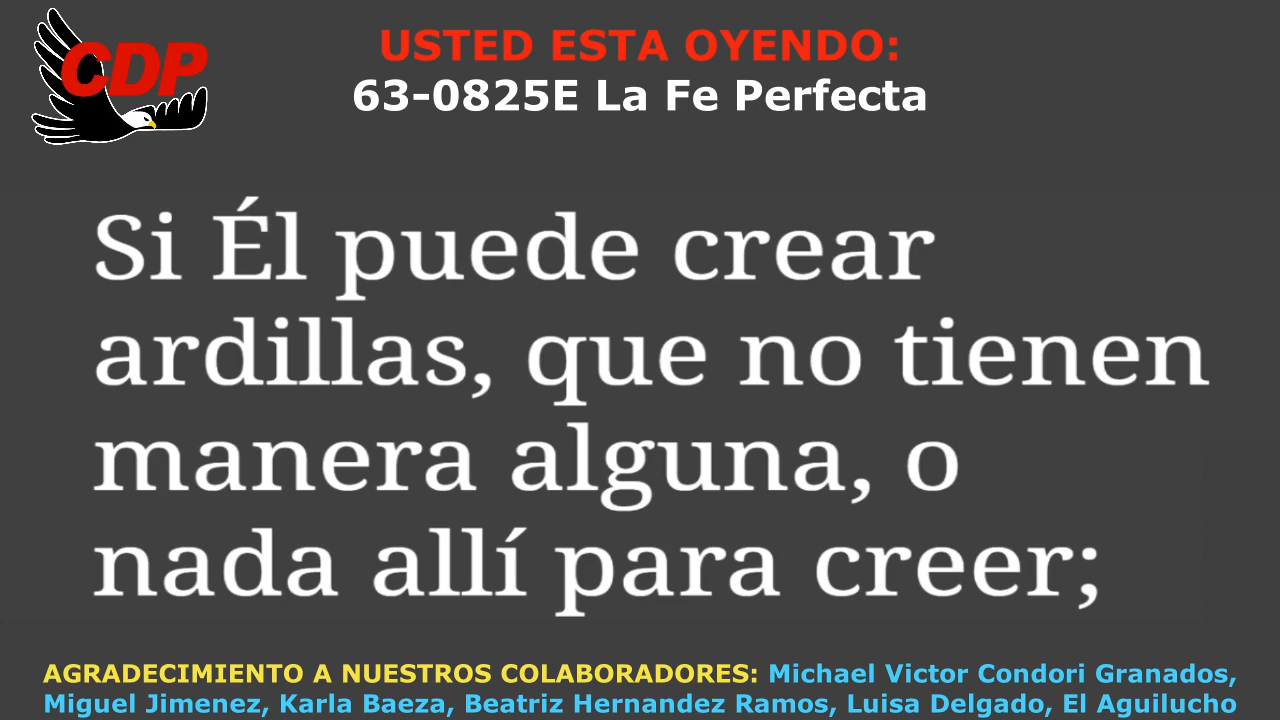 CDP
USTED ESTA OYENDO:
63-0825E La Fe Perfecta
Si Él puede crear
ardillas, que no tienen
manera alguna, o
nada allí para creer;
AGRADECIMIENTO A NUESTROS COLABORADORES: Michael Victor Condori Granados,
Miguel Jimenez, Karla Baeza, Beatriz Hernandez Ramos, Luisa Delgado, El Aguilucho